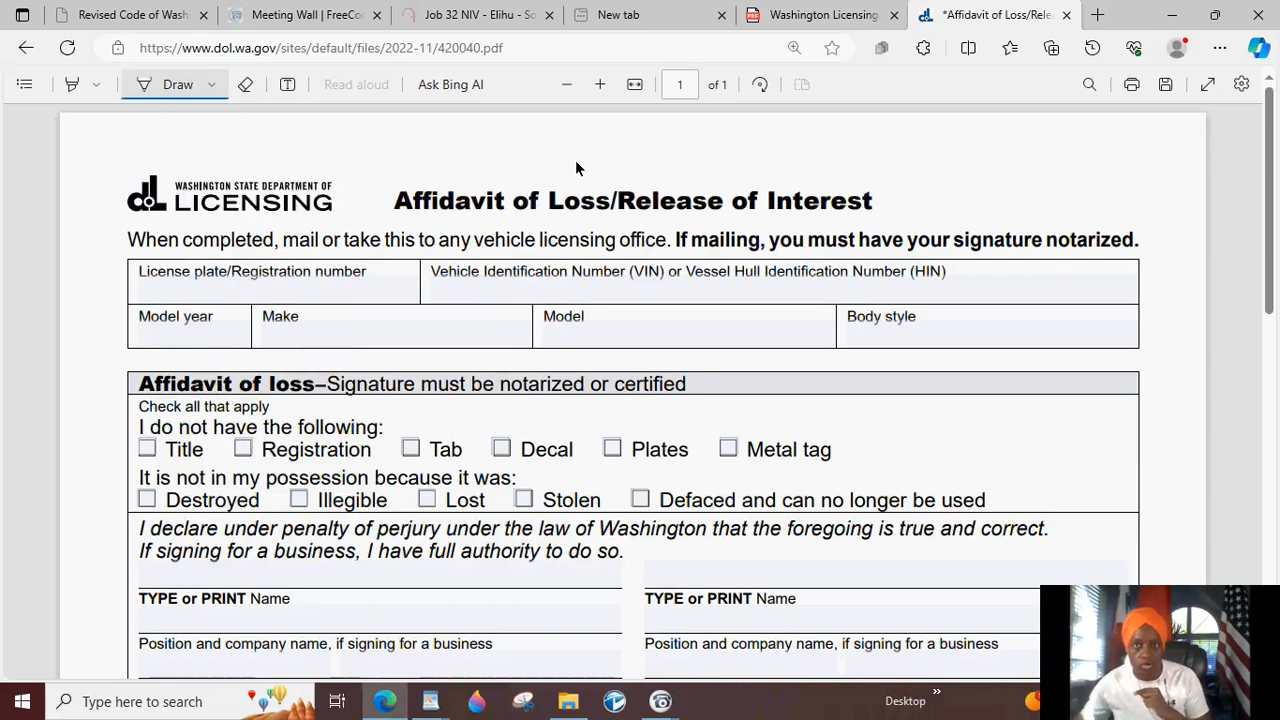 Revised Code of Wash
Meeting Wall | FreeCo
Job 32 NIV - Elihu - So
New tab
Washington Licensing
*Affidavit of Loss/Rele
https://www.dol.wa.gov/sites/default/files/2022-11/420040.pdf
Draw
Read aloud
Ask Bing AI
1
of 1
WASHINGTON STATE DEPARTMENT OF
LICENSING
Affidavit of Loss/Release of Interest
When completed, mail or take this to any vehicle licensing office. If mailing, you must have your signature notarized.
License plate/Registration number
Vehicle Identification Number (VIN) or Vessel Hull Identification Number (HIN)
Model year
Make
Model
Body style
Affidavit of loss–Signature must be notarized or certified
Check all that apply
I do not have the following:
Title
Registration
Tab
Decal
Plates
Metal tag
It is not in my possession because it was:
Destroyed
Illegible
Lost
Stolen
Defaced and can no longer be used
I declare under penalty of perjury under the law of Washington that the foregoing is true and correct.
If signing for a business, I have full authority to do so.
TYPE or PRINT Name
TYPE or PRINT Name
Position and company name, if signing for a business
Position and company name, if signing for a business
Type here to search
Desktop